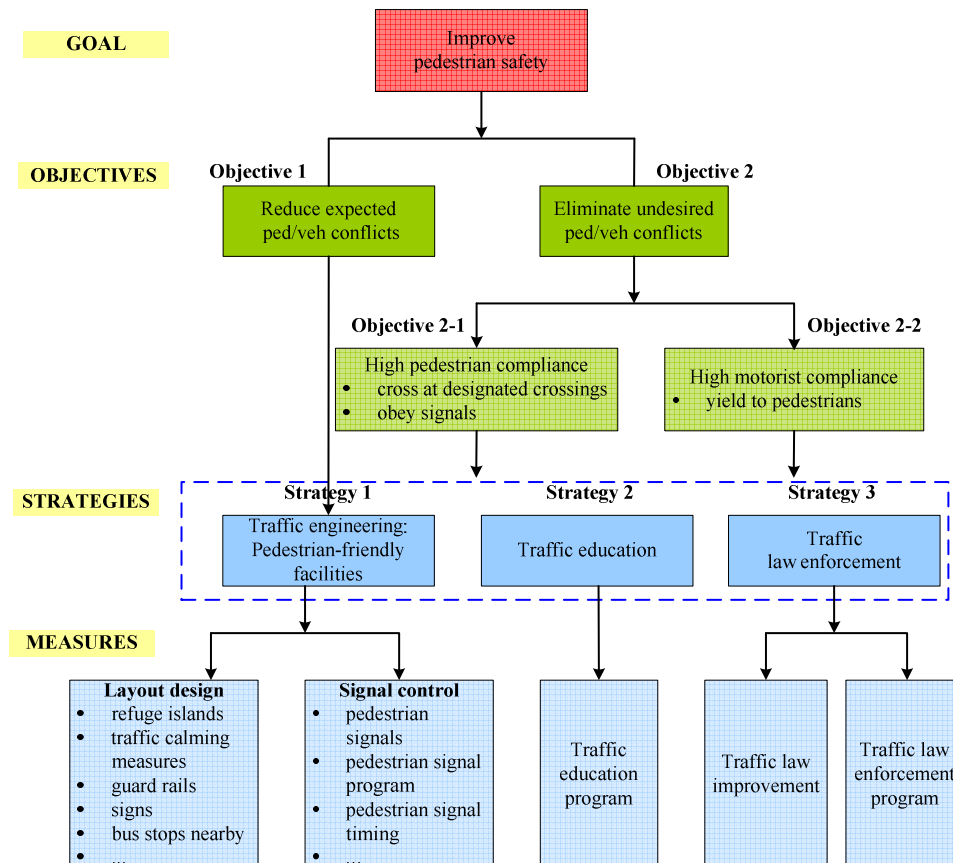 GOAL
Improve
pedestrian safety
OBJECTIVES
Objective 1
Objective 2
Reduce expected
ped/veh conflicts
Eliminate undesired
ped/veh conflicts
Objective 2-1
Objective 2-2
High pedestrian compliance
• cross at designated crossings
• obey signals
High motorist compliance
• yield to pedestrians
STRATEGIES
Strategy 1
Strategy 2
Strategy 3
Traffic engineering:
Pedestrian-friendly
facilities
Traffic education
Traffic
law enforcement
MEASURES
Layout design
• refuge islands
• traffic calming
measures
• guard rails
• signs
• bus stops nearby
• ...
Signal control
• pedestrian
signals
• pedestrian signal
program
• pedestrian signal
timing
• ...
Traffic
education
program
Traffic law
improvement
Traffic law
enforcement
program